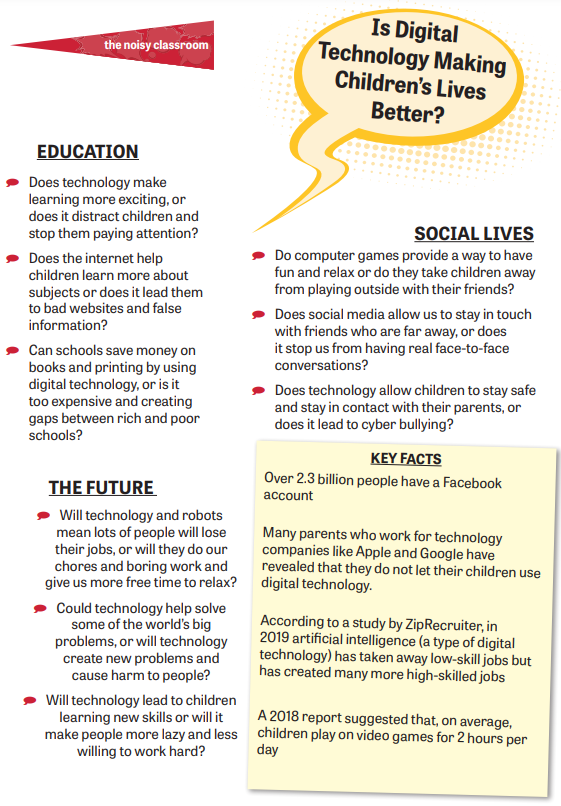 the noisy classroom
Is Digital
Technology Making
Children's Lives
Better?
EDUCATION
Does technology make
learning more exciting, or
does it distract children and
stop them paying attention?
Does the internet help
children learn more about
subjects or does it lead them
to bad websites and false
information?
Can schools save money on
books and printing by using
digital technology, or is it
too expensive and creating
gaps between rich and poor
schools?
SOCIAL LIVES
Do computer games provide a way to have
fun and relax or do they take children away
from playing outside with their friends?
Does social media allow us to stay in touch
with friends who are far away, or does
it stop us from having real face-to-face
conversations?
Does technology allow children to stay safe
and stay in contact with their parents, or
does it lead to cyber bullying?
THE FUTURE
Will technology and robots
mean lots of people will lose
their jobs, or will they do our
chores and boring work and
give us more free time to relax?
Could technology help solve
some of the world's big
problems, or will technology
create new problems and
cause harm to people?
Will technology lead to children
learning new skills or will it
make people more lazy and less
willing to work hard?
KEY FACTS
Over 2.3 billion people have a Facebook
account
Many parents who work for technology
companies like Apple and Google have
revealed that they do not let their children use
digital technology.
According to a study by ZipRecruiter, in
2019 artificial intelligence (a type of digital
technology) has taken away low-skill jobs but
has created many more high-skilled jobs
A 2018 report suggested that, on average,
children play on video games for 2 hours per
day